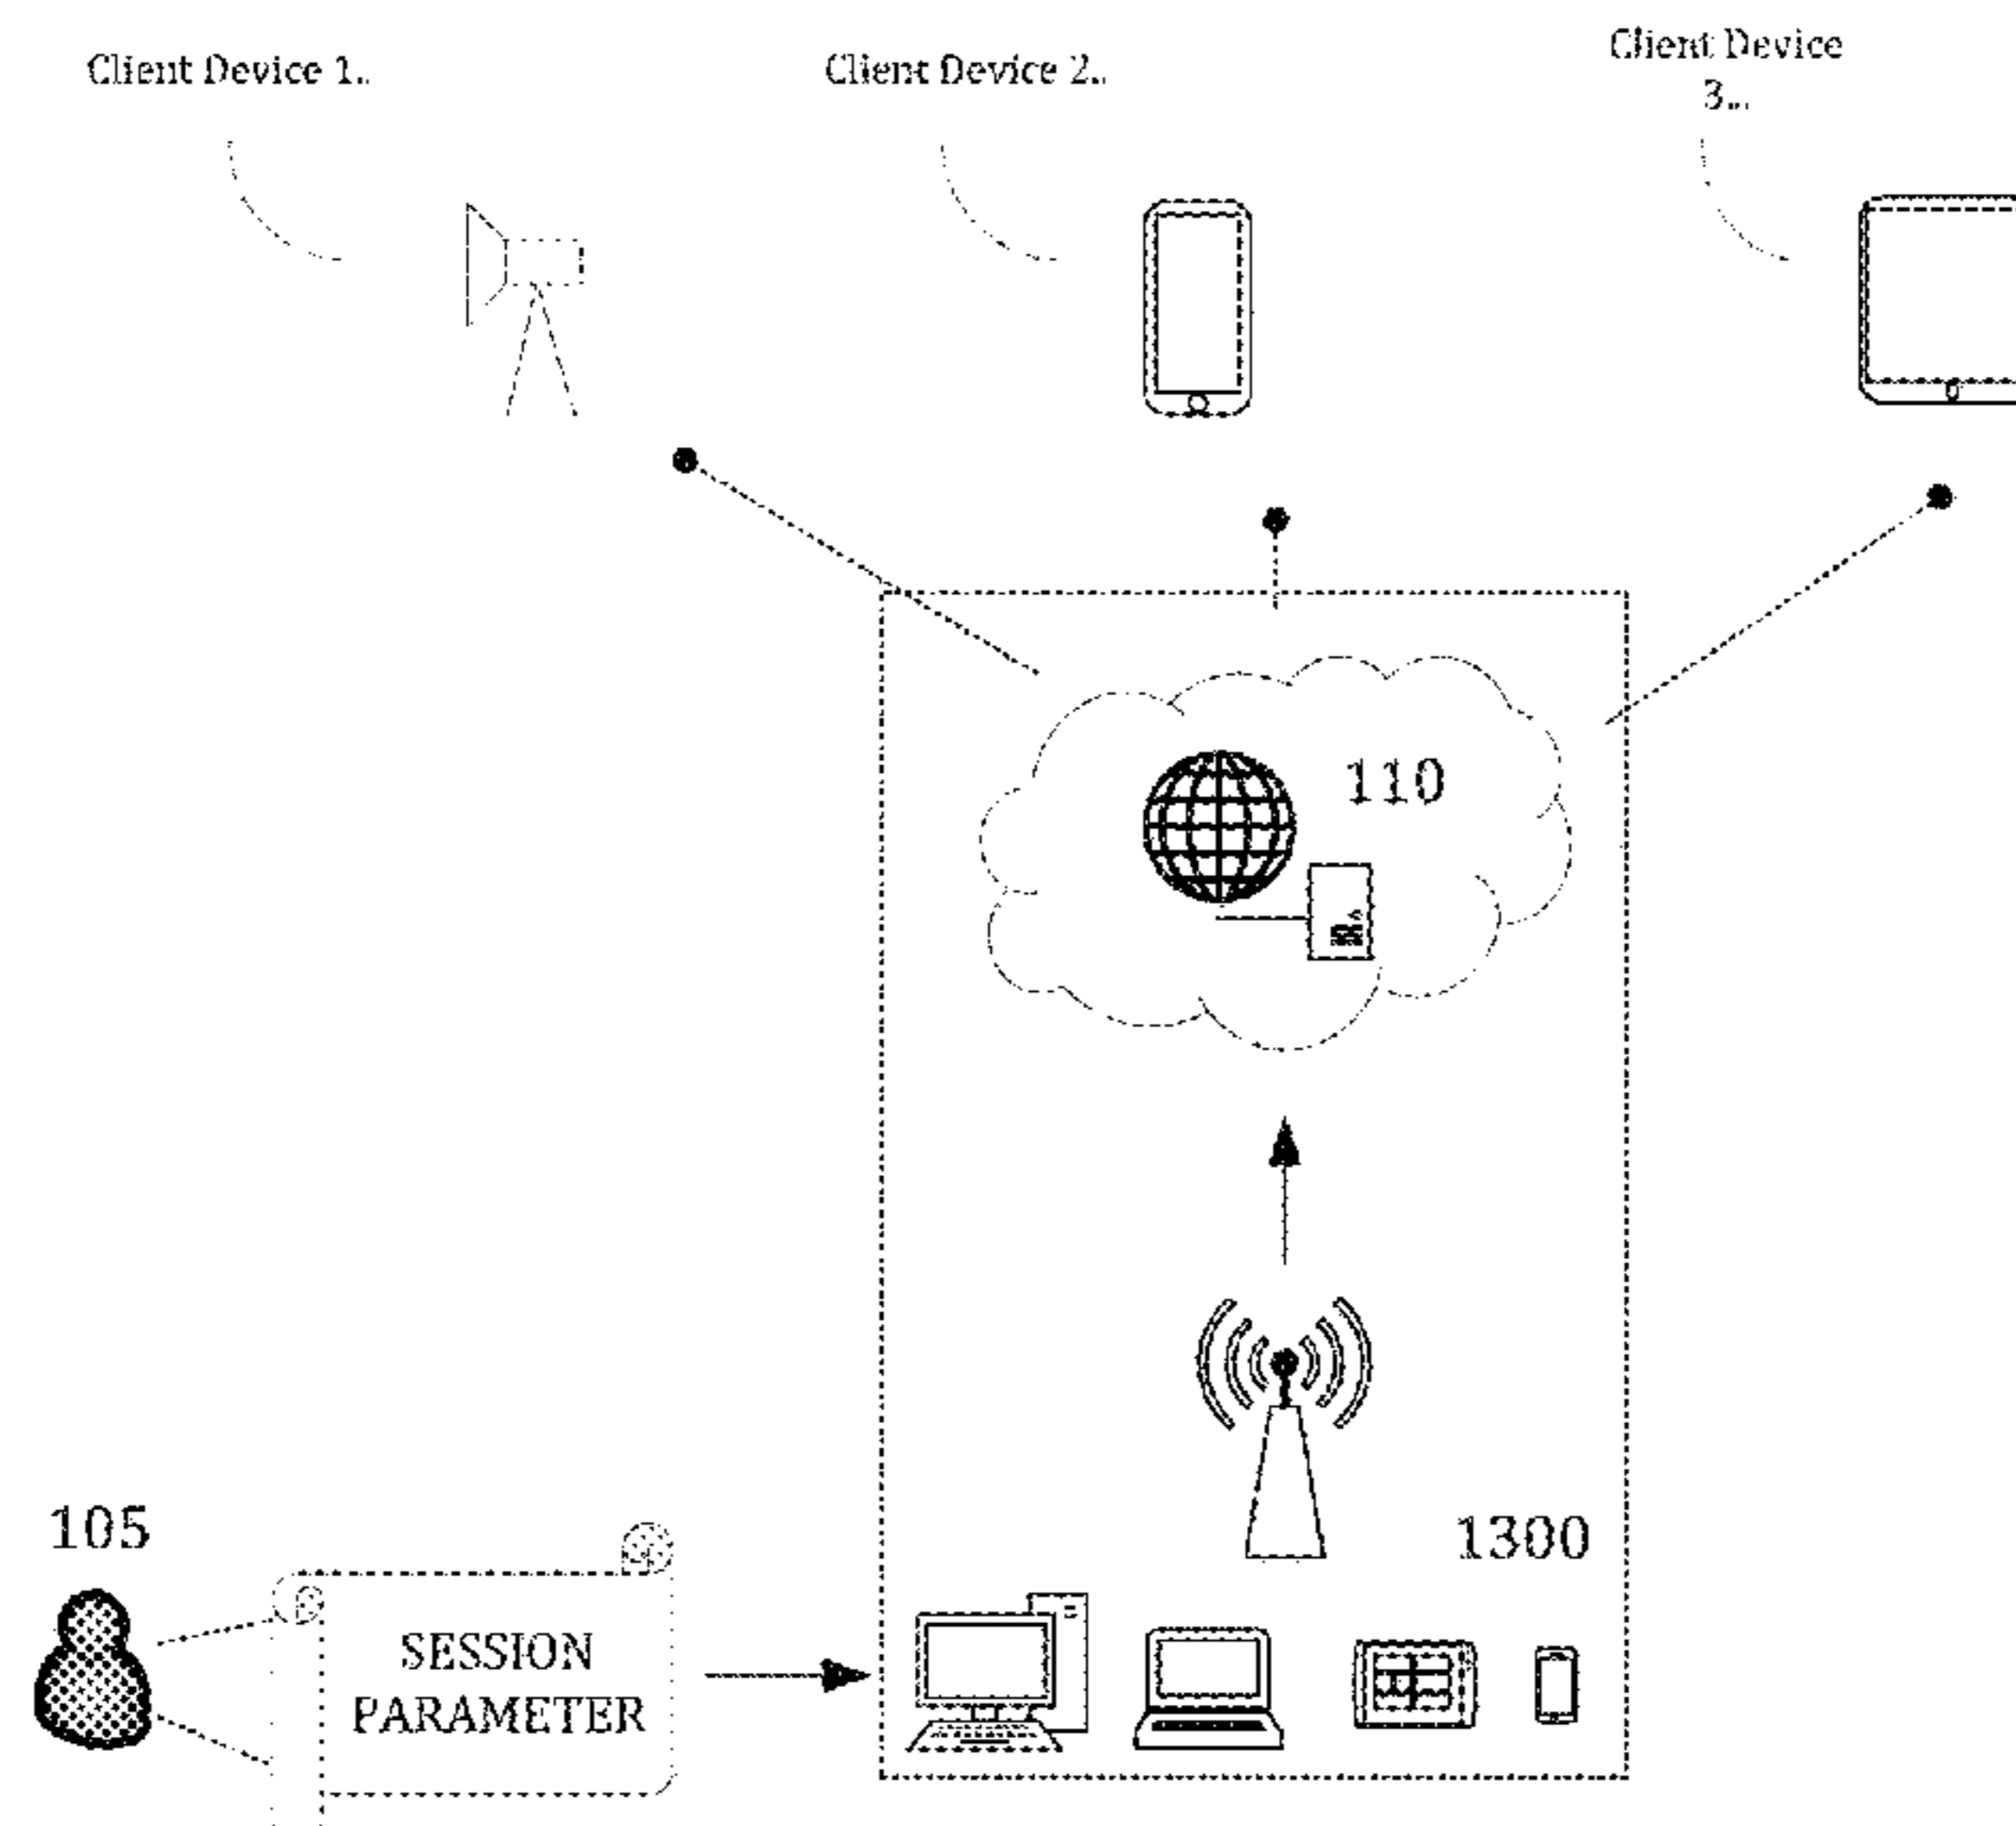 Client Device 1..
Client Device 2..
Client Device
3...
110
105
1300
SESSION
PARAMETER